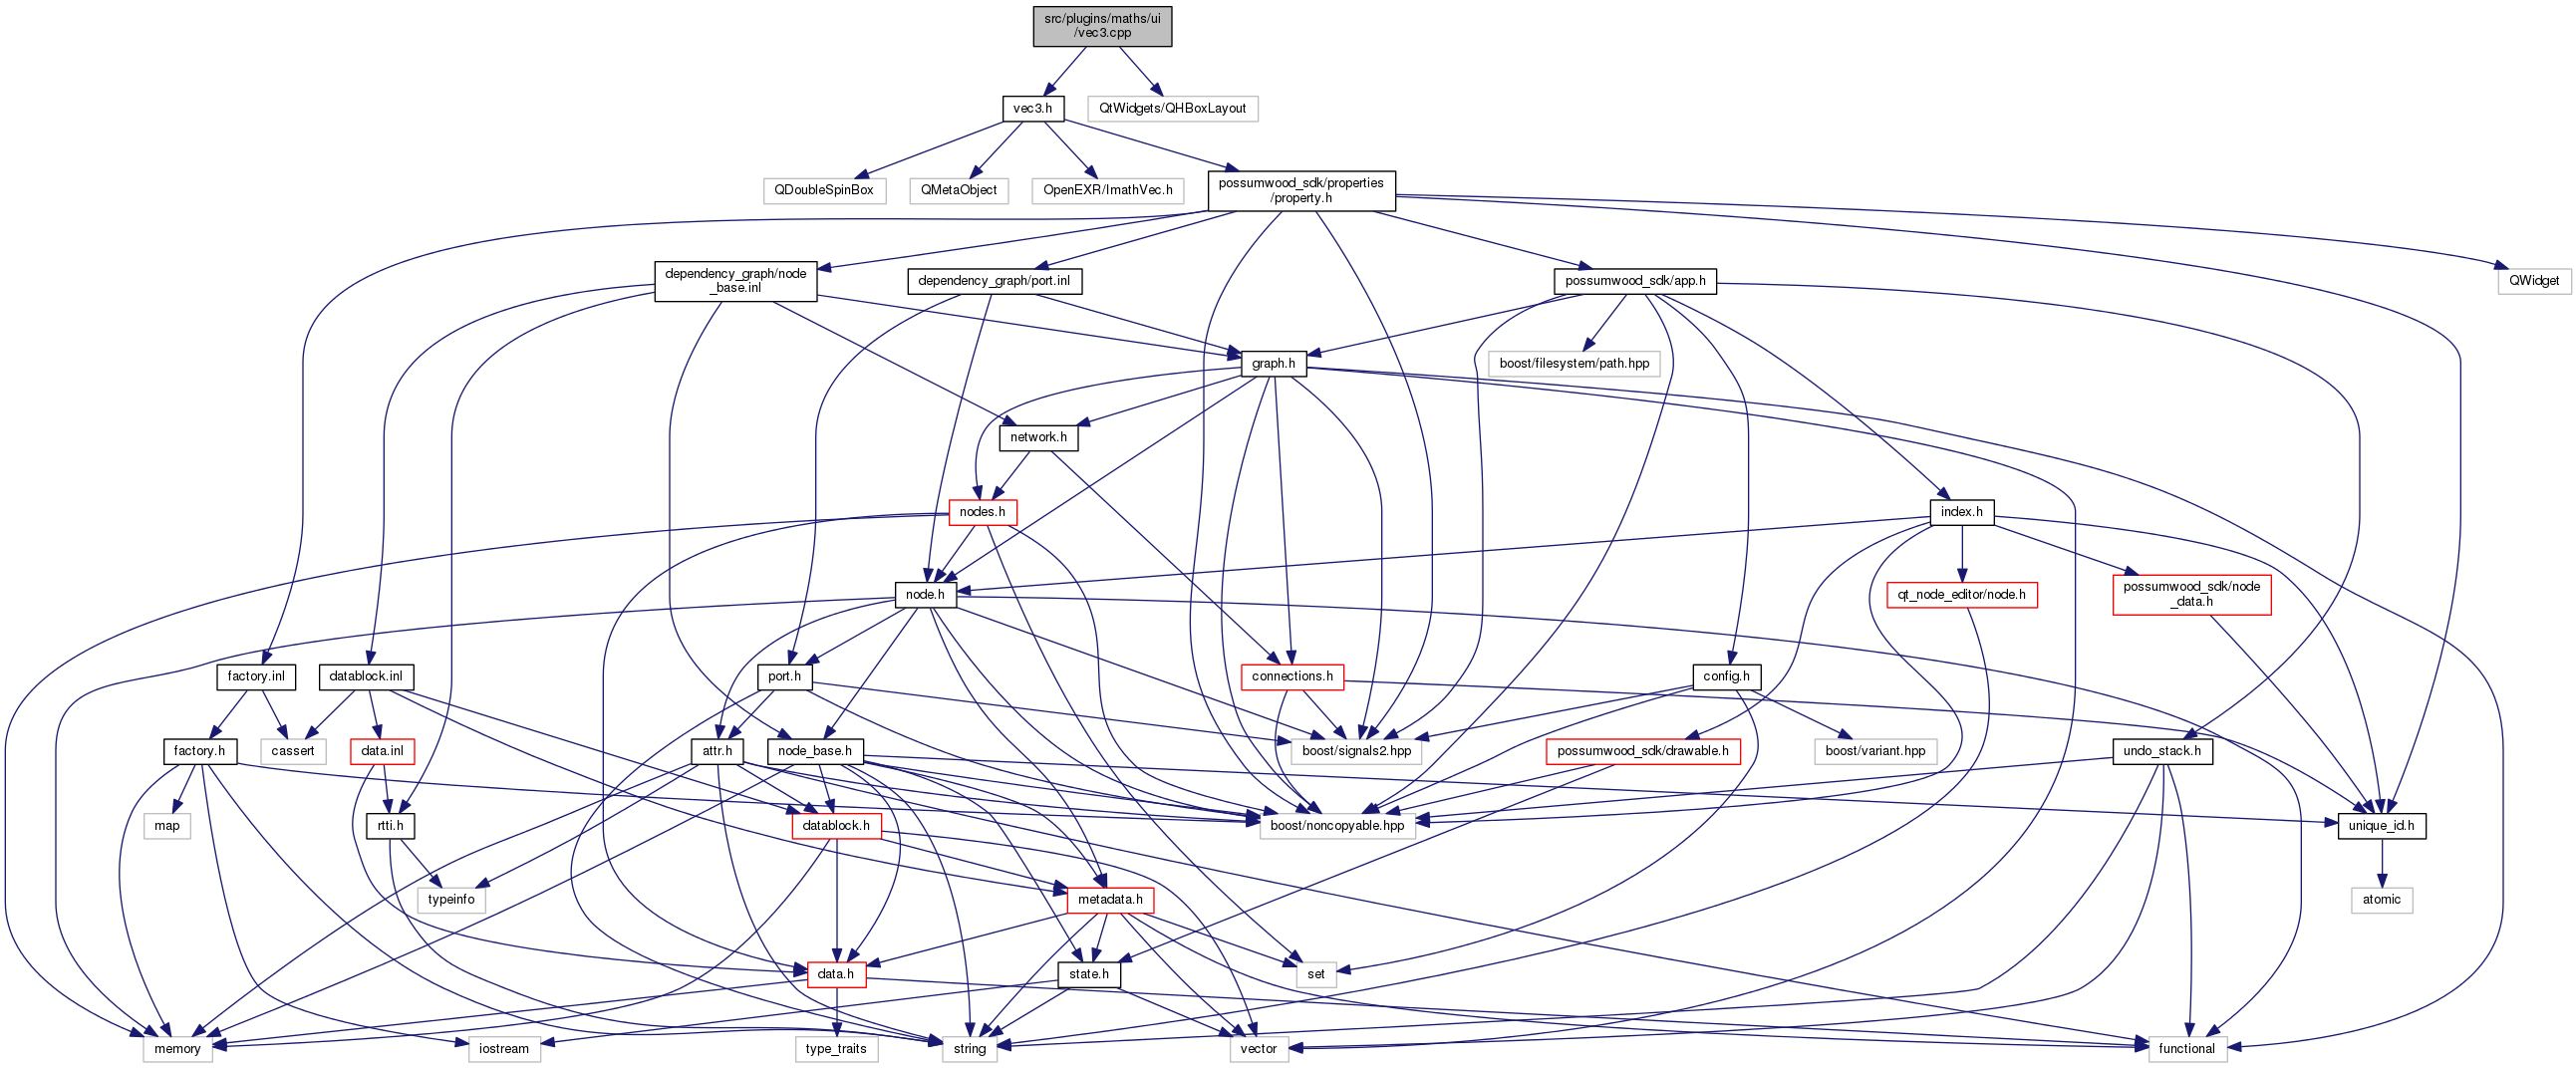 src/plugins/maths/ui
/vec3.cpp
vec3.h
QtWidgets/QHBoxLayout
QDoubleSpinBox
QMetaObject
OpenEXR/ImathVec.h
possumwood_sdk/properties
/property.h
dependency_graph/node
_base.inl
dependency_graph/port.inl
possumwood_sdk/app.h
QWidget
graph.h
boost/filesystem/path.hpp
network.h
nodes.h
index.h
node.h
qt_node_editor/node.h
possumwood_sdk/node
_data.h
factory.inl
datablock.inl
port.h
connections.h
config.h
factory.h
cassert
data.inl
attr.h
node_base.h
boost/signals2.hpp
possumwood_sdk/drawable.h
boost/variant.hpp
undo_stack.h
map
rtti.h
datablock.h
boost/noncopyable.hpp
unique_id.h
typeinfo
metadata.h
atomic
data.h
state.h
set
memory
iostream
type_traits
string
vector
functional